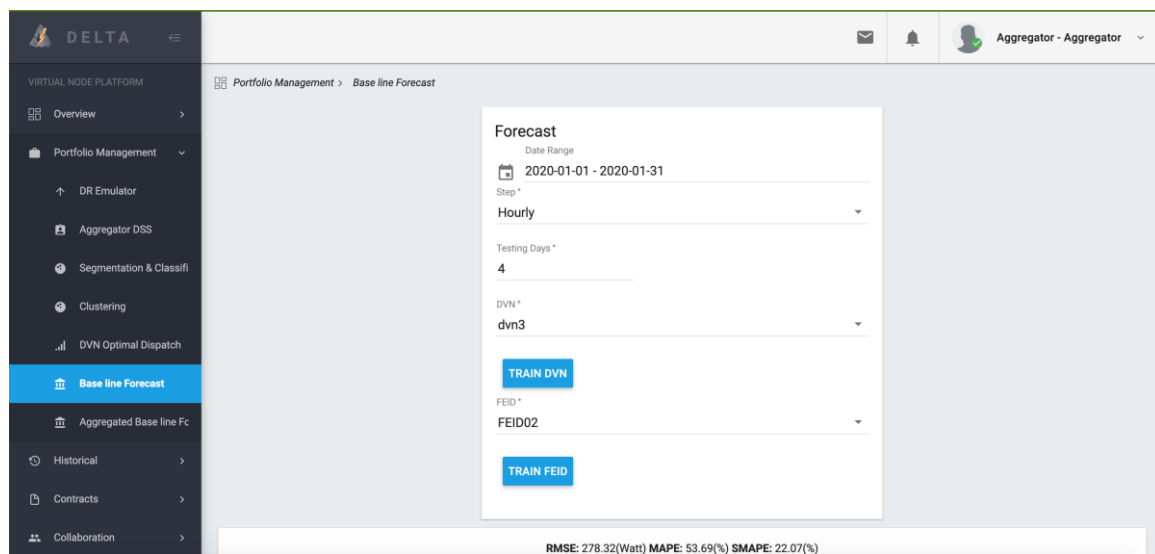 DELTA
Aggregator - Aggregator
VIRTUAL NODE PLATFORM
Overview
Portfolio Management
DR Emulator
Aggregator DSS
Segmentation & Classifi
Clustering
DVN Optimal Dispatch
Base line Forecast
Aggregated Base line Fc
Historical
Contracts
Collaboration
Portfolio Management > Base line Forecast
Forecast
Date Range
2020-01-01 - 2020-01-31
Step *
Hourly
Testing Days *
4
DVN *
dvn3
TRAIN DVN
FEID *
FEID02
TRAIN FEID
RMSE: 278.32(Watt) MAPE: 53.69(%) SMAPE: 22.07(%)